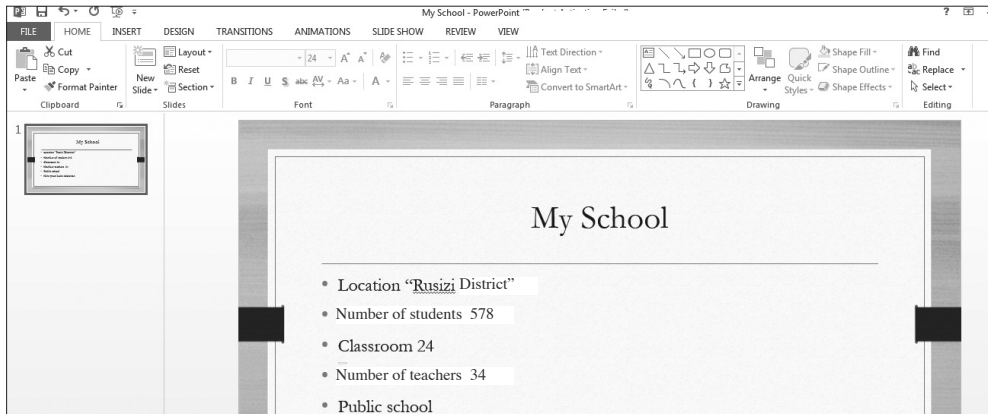 My School - PowerPoint
FILE HOME INSERT DESIGN TRANSITIONS ANIMATIONS SLIDE SHOW REVIEW VIEW
Paste
Cut
Copy
Format Painter
Clipboard
New
Slide
Layout
Reset
Section
Slides
24
B I U S abc AV Aa A
Font
Text Direction
Align Text
Convert to SmartArt
Paragraph
Arrange
Quick
Styles
Shape Fill
Shape Outline
Shape Effects
Drawing
Find
Replace
Select
Editing
1
My School
My School
• Location “Rusizi District”
• Number of students 578
• Classroom 24
• Number of teachers 34
• Public school